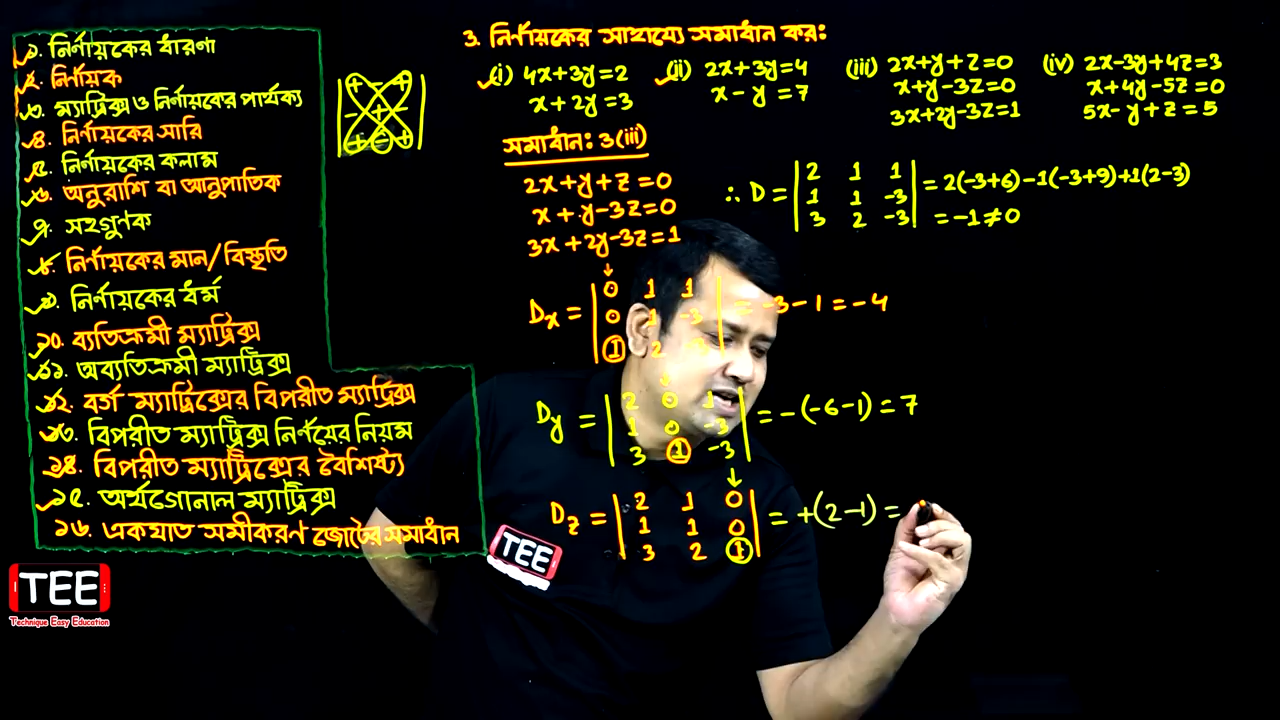 ১. নির্ণায়কের ধারণা
২. নির্ণায়ক
৩. ম্যাট্রিক্স ও নির্ণায়কের পার্থক্য
৪. নির্ণায়কের সারি
৫. নির্ণায়কের কলাম
৬. অনুরাশি বা আনুপাতিক
৭. সহগুণক
৮. নির্ণায়কের মান/বিস্তৃতি
৯. নির্ণায়কের ধর্ম
১০. ব্যতিক্রমী ম্যাট্রিক্স
১১. অব্যতিক্রমী ম্যাট্রিক্স
১২. বর্গ ম্যাট্রিক্সের বিপরীত ম্যাট্রিক্স
১৩. বিপরীত ম্যাট্রিক্স নির্ণয়ের নিয়ম
১৪. বিপরীত ম্যাট্রিক্সের বৈশিষ্ট্য
১৫. অর্থগোনাল ম্যাট্রিক্স
১৬. একঘাত সমীকরণ জোটের সমাধান
TEE
Technique Easy Education
+ - +
- + -
+ - +
3. নির্ণায়কের সাহায্যে সমাধান কর:
(i) 4x+3y=2
x+2y=3
(ii) 2x+3y=4
x-y=7
(iii) 2x+y+z=0
x+y-3z=0
3x+2y-3z=1
(iv) 2x-3y+4z=3
x+4y-5z=0
5x-y+z=5
সমাধান: 3(iii)
2x+y+z=0
x+y-3z=0
3x+2y-3z=1
∴ D = | 2 1 1 | = 2(-3+6)-1(-3+9)+1(2-3)
| 1 1 -3 |
| 3 2 -3 | = -1≠0
↓
Dx = | 0 1 1 | = -3-1 = -4
| 0 1 -3 |
| 1 2 -3 |
↓
Dy = | 2 0 1 | = -(-6-1) = 7
| 1 0 -3 |
| 3 1 -3 |
↓
Dz = | 2 1 0 | = +(2-1) =
| 1 1 0 |
| 3 2 1 |
TEE